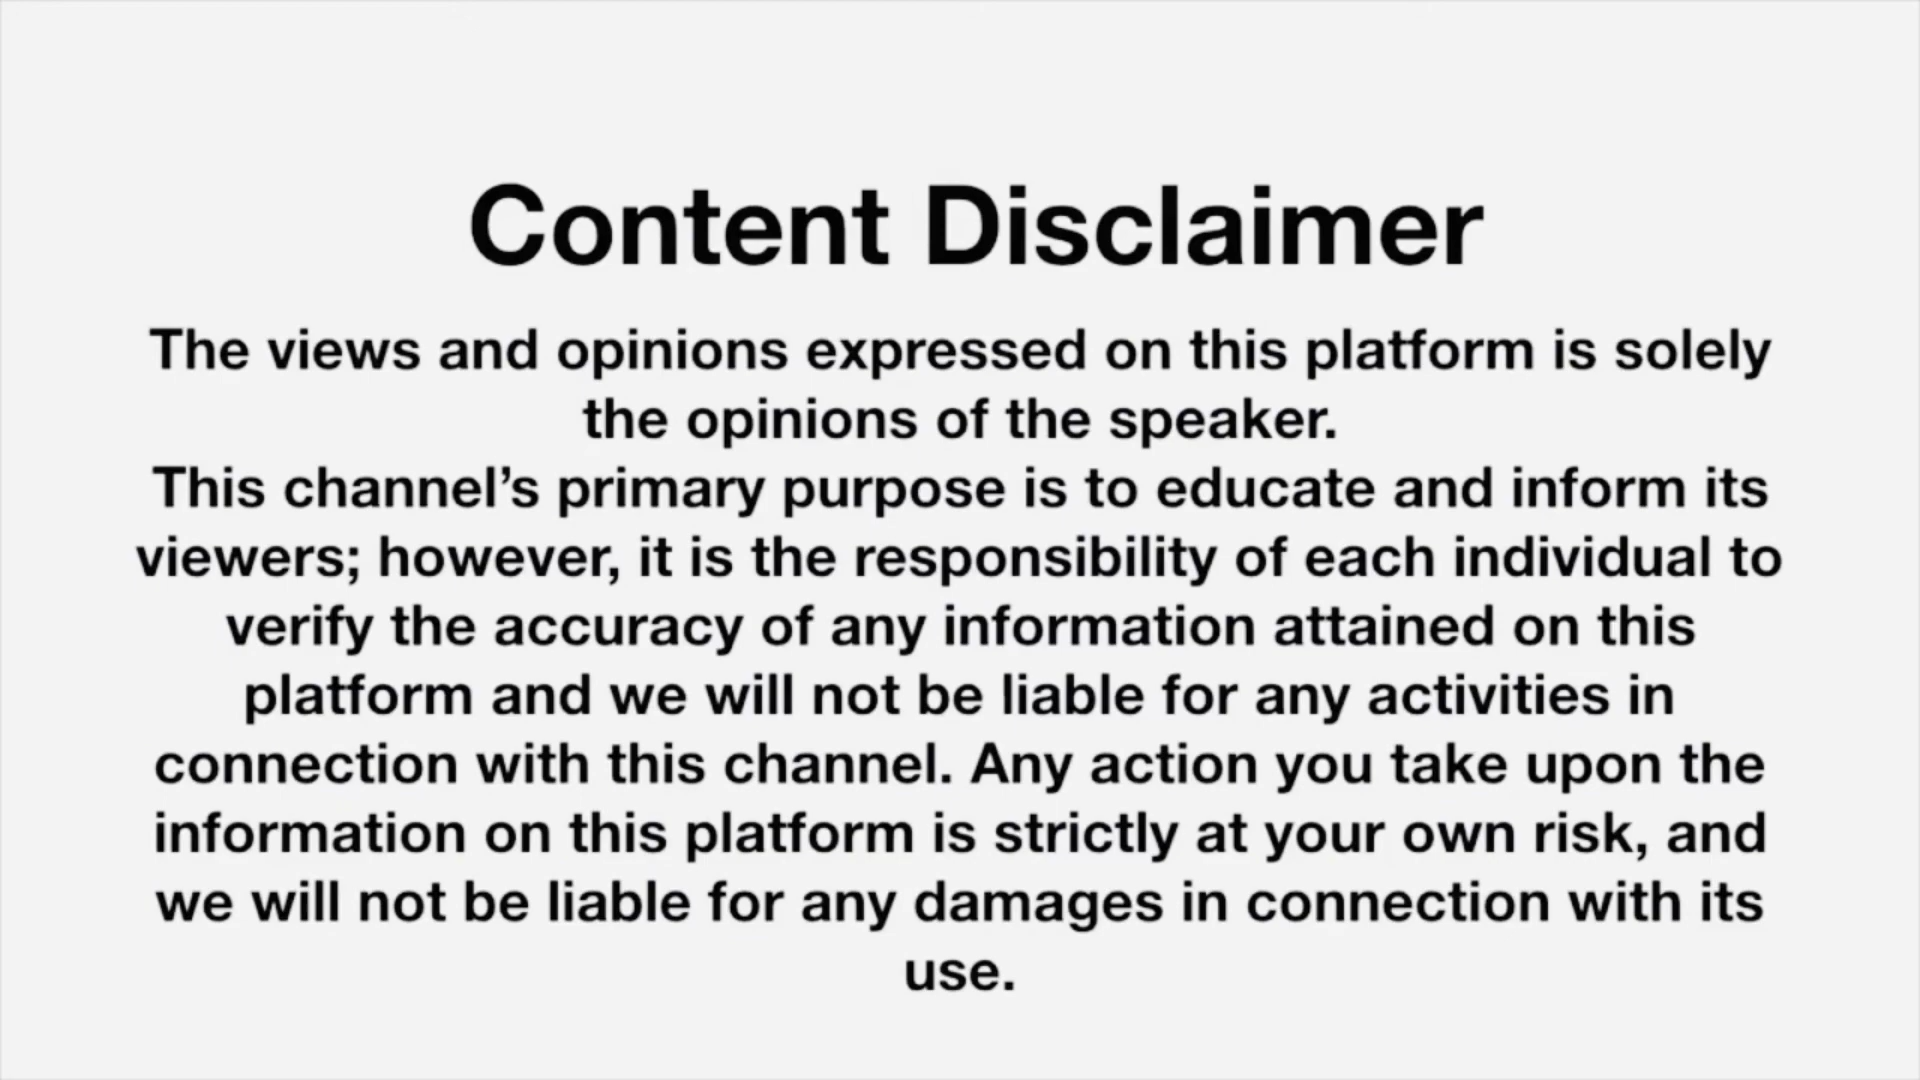 Content Disclaimer
The views and opinions expressed on this platform is solely
the opinions of the speaker.
This channel’s primary purpose is to educate and inform its
viewers; however, it is the responsibility of each individual to
verify the accuracy of any information attained on this
platform and we will not be liable for any activities in
connection with this channel. Any action you take upon the
information on this platform is strictly at your own risk, and
we will not be liable for any damages in connection with its
use.